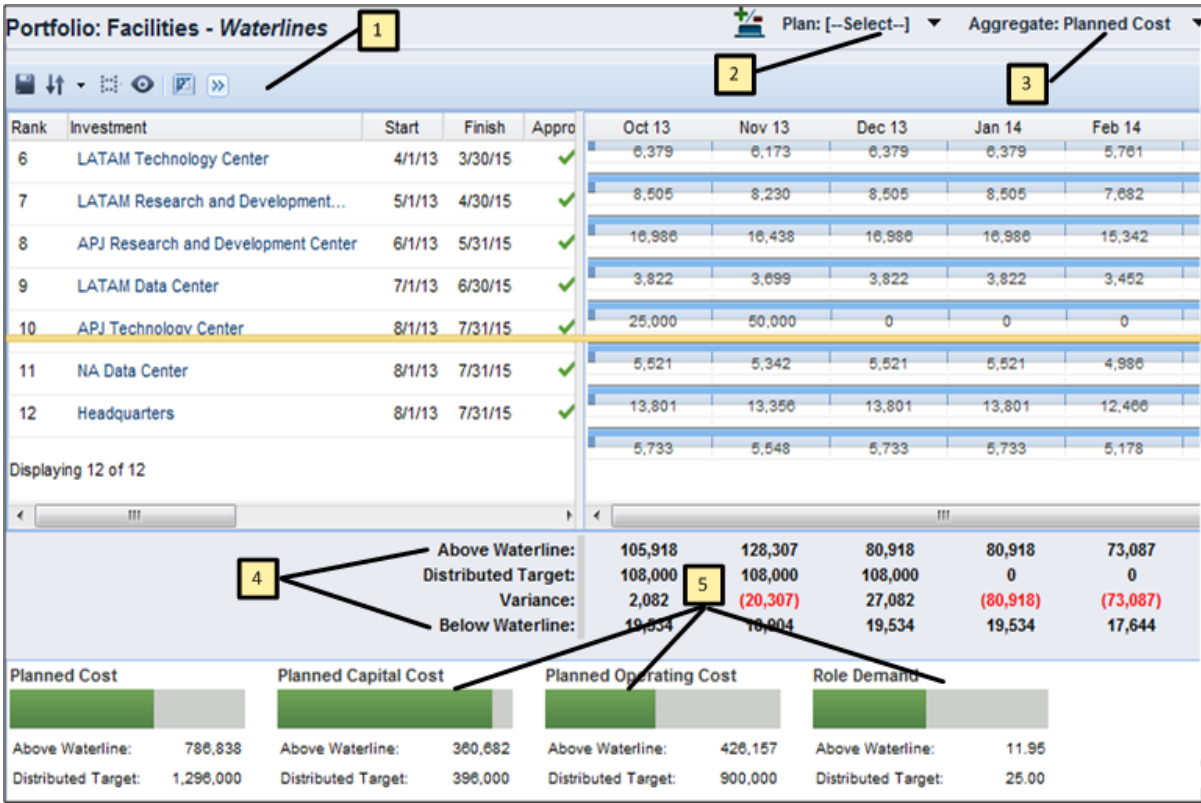 Portfolio: Facilities - Waterlines
1
Plan: [--Select--]
Aggregate: Planned Cost
2
3
Rank Investment Start Finish Appro Oct 13 Nov 13 Dec 13 Jan 14 Feb 14
6 LATAM Technology Center 4/1/13 3/30/15 6,379 6,173 6,379 6,379 5,761
7 LATAM Research and Development... 5/1/13 4/30/15 8,505 8,230 8,505 8,505 7,682
8 APJ Research and Development Center 6/1/13 5/31/15 16,986 16,438 16,986 16,986 15,342
9 LATAM Data Center 7/1/13 6/30/15 3,822 3,699 3,822 3,822 3,452
10 APJ Technology Center 8/1/13 7/31/15 25,000 50,000 0 0 0
11 NA Data Center 8/1/13 7/31/15 5,521 5,342 5,521 5,521 4,986
12 Headquarters 8/1/13 7/31/15 13,801 13,356 13,801 13,801 12,466
5,733 5,548 5,733 5,733 5,178
Displaying 12 of 12
4
5
Above Waterline: 105,918 128,307 80,918 80,918 73,087
Distributed Target: 108,000 108,000 108,000 0 0
Variance: 2,082 (20,307) 27,082 (80,918) (73,087)
Below Waterline: 19,534 18,904 19,534 19,534 17,644
Planned Cost Planned Capital Cost Planned Operating Cost Role Demand
Above Waterline: 786,838 Above Waterline: 360,682 Above Waterline: 426,157 Above Waterline: 11.95
Distributed Target: 1,296,000 Distributed Target: 396,000 Distributed Target: 900,000 Distributed Target: 25.00